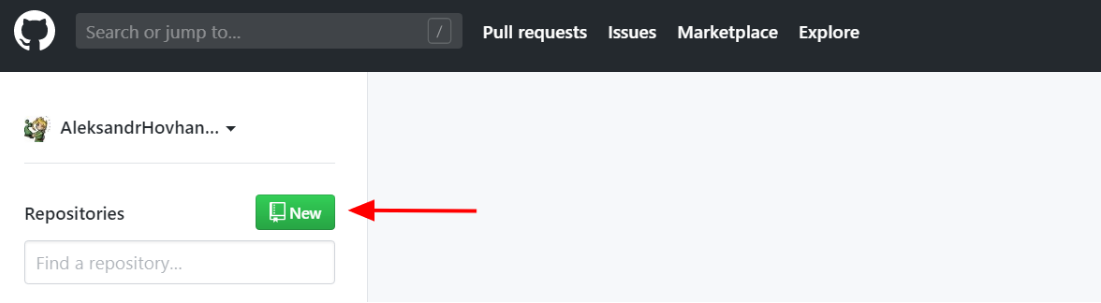 Search or jump to... /
Pull requests Issues Marketplace Explore
AleksandrHovhan...
Repositories
New
Find a repository...